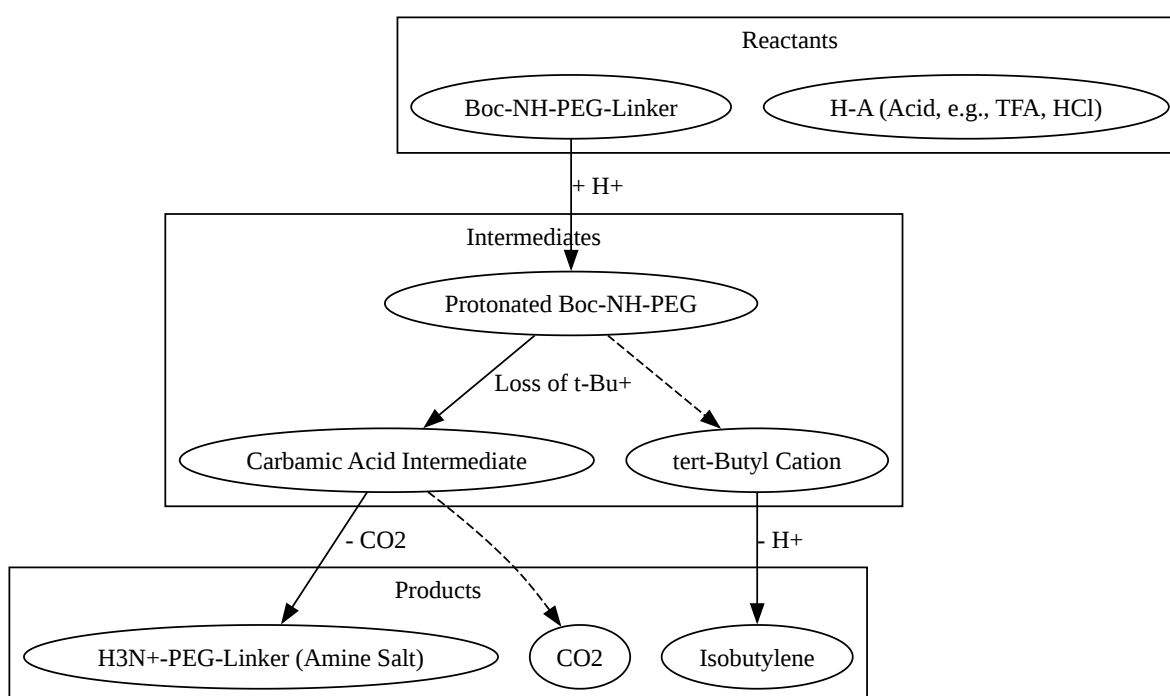 Reactants
Boc-NH-PEG-Linker
H-A (Acid, e.g., TFA, HCl)
+ H+
Intermediates
Protonated Boc-NH-PEG
Loss of t-Bu+
Carbamic Acid Intermediate
tert-Butyl Cation
- CO2
- H+
Products
H3N+-PEG-Linker (Amine Salt)
CO2
Isobutylene